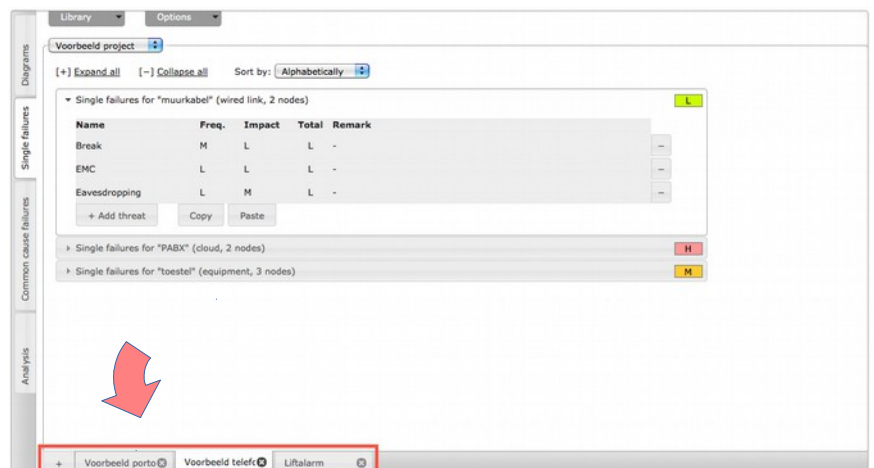 Library Options
Voorbeeld project
[+] Expand all [−] Collapse all Sort by: Alphabetically
Single failures for "muurkabel" (wired link, 2 nodes) L
Name Freq. Impact Total Remark
Break M L L - −
EMC L L L - −
Eavesdropping L M L -
+ Add threat Copy Paste
Single failures for "PABX" (cloud, 2 nodes) H
Single failures for "toestel" (equipment, 3 nodes) M
Diagrams
Single failures
Common cause failures
Analysis
+ Voorbeeld porto Voorbeeld telefc Liftalarm